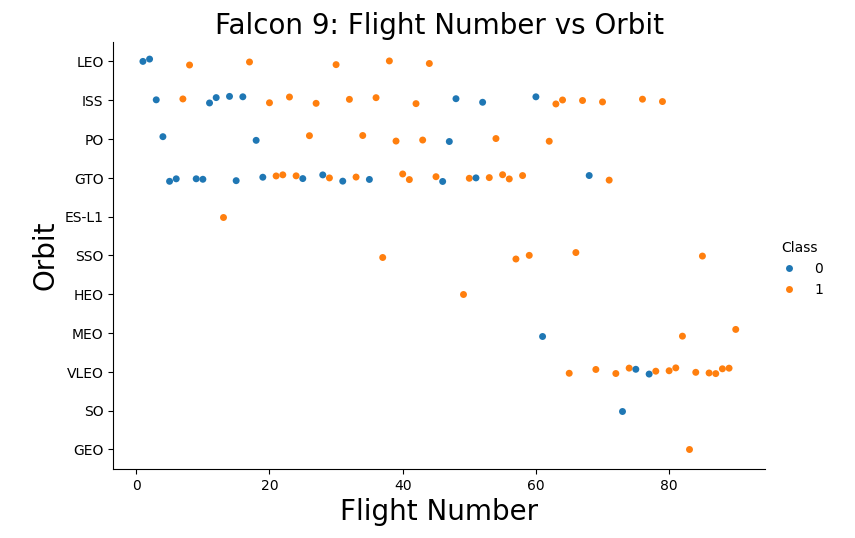 Falcon 9: Flight Number vs Orbit
LEO
ISS
PO
GTO
ES-L1
SSO
HEO
MEO
VLEO
SO
GEO
Orbit
0 20 40 60 80
Flight Number
Class
0
1